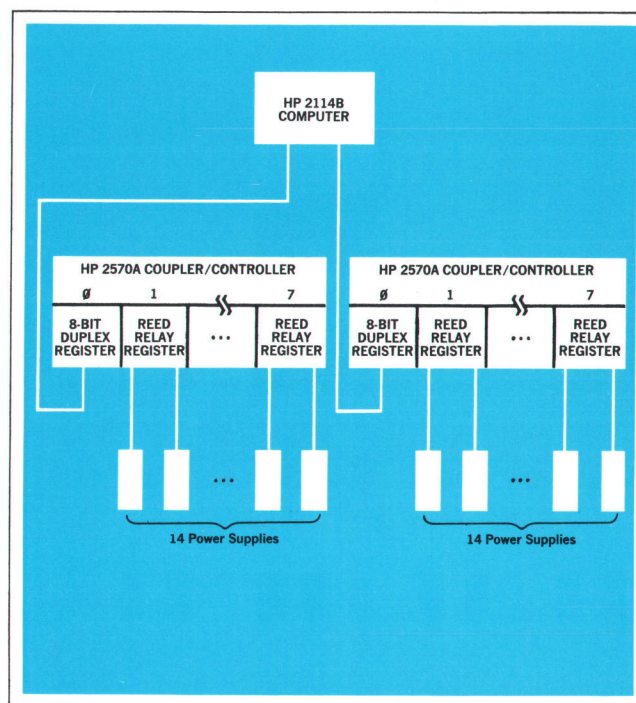 HP 2114B
COMPUTER
HP 2570A COUPLER/CONTROLLER
Ø 1 7
8-BIT
DUPLEX
REGISTER
REED
RELAY
REGISTER
...
REED
RELAY
REGISTER
HP 2570A COUPLER/CONTROLLER
Ø 1 7
8-BIT
DUPLEX
REGISTER
REED
RELAY
REGISTER
...
REED
RELAY
REGISTER
...
14 Power Supplies
...
14 Power Supplies